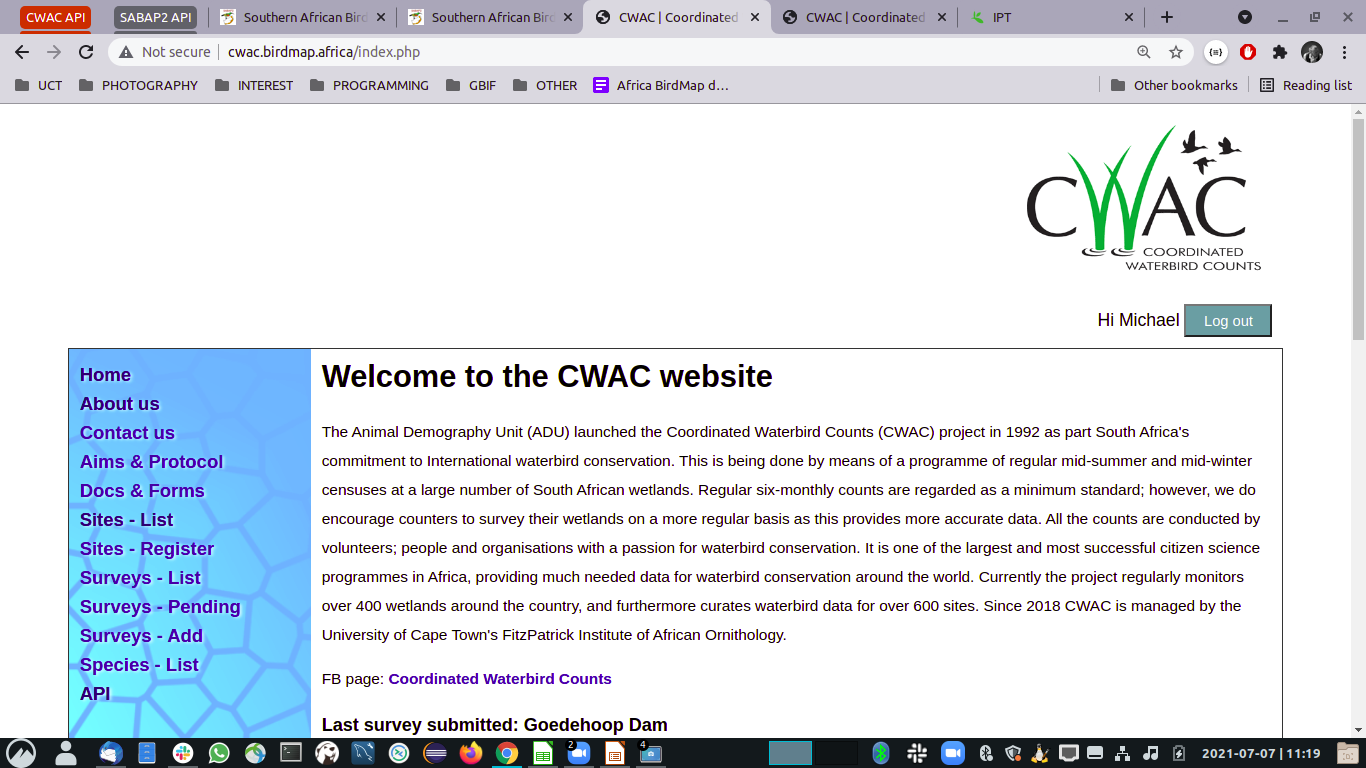 CWAC API
SABAP2 API
Southern African Bird
Southern African Bird
CWAC | Coordinated
CWAC | Coordinated
IPT
Not secure
cwac.birdmap.africa/index.php
UCT
PHOTOGRAPHY
INTEREST
PROGRAMMING
GBIF
OTHER
Africa BirdMap d…
Other bookmarks
Reading list
CWAC
COORDINATED
WATERBIRD COUNTS
Hi Michael
Log out
Home
About us
Contact us
Aims & Protocol
Docs & Forms
Sites - List
Sites - Register
Surveys - List
Surveys - Pending
Surveys - Add
Species - List
API
Welcome to the CWAC website
The Animal Demography Unit (ADU) launched the Coordinated Waterbird Counts (CWAC) project in 1992 as part South Africa's
commitment to International waterbird conservation. This is being done by means of a programme of regular mid-summer and mid-winter
censuses at a large number of South African wetlands. Regular six-monthly counts are regarded as a minimum standard; however, we do
encourage counters to survey their wetlands on a more regular basis as this provides more accurate data. All the counts are conducted by
volunteers; people and organisations with a passion for waterbird conservation. It is one of the largest and most successful citizen science
programmes in Africa, providing much needed data for waterbird conservation around the world. Currently the project regularly monitors
over 400 wetlands around the country, and furthermore curates waterbird data for over 600 sites. Since 2018 CWAC is managed by the
University of Cape Town's FitzPatrick Institute of African Ornithology.
FB page: Coordinated Waterbird Counts
Last survey submitted: Goedehoop Dam
2
4
2021-07-07 | 11:19